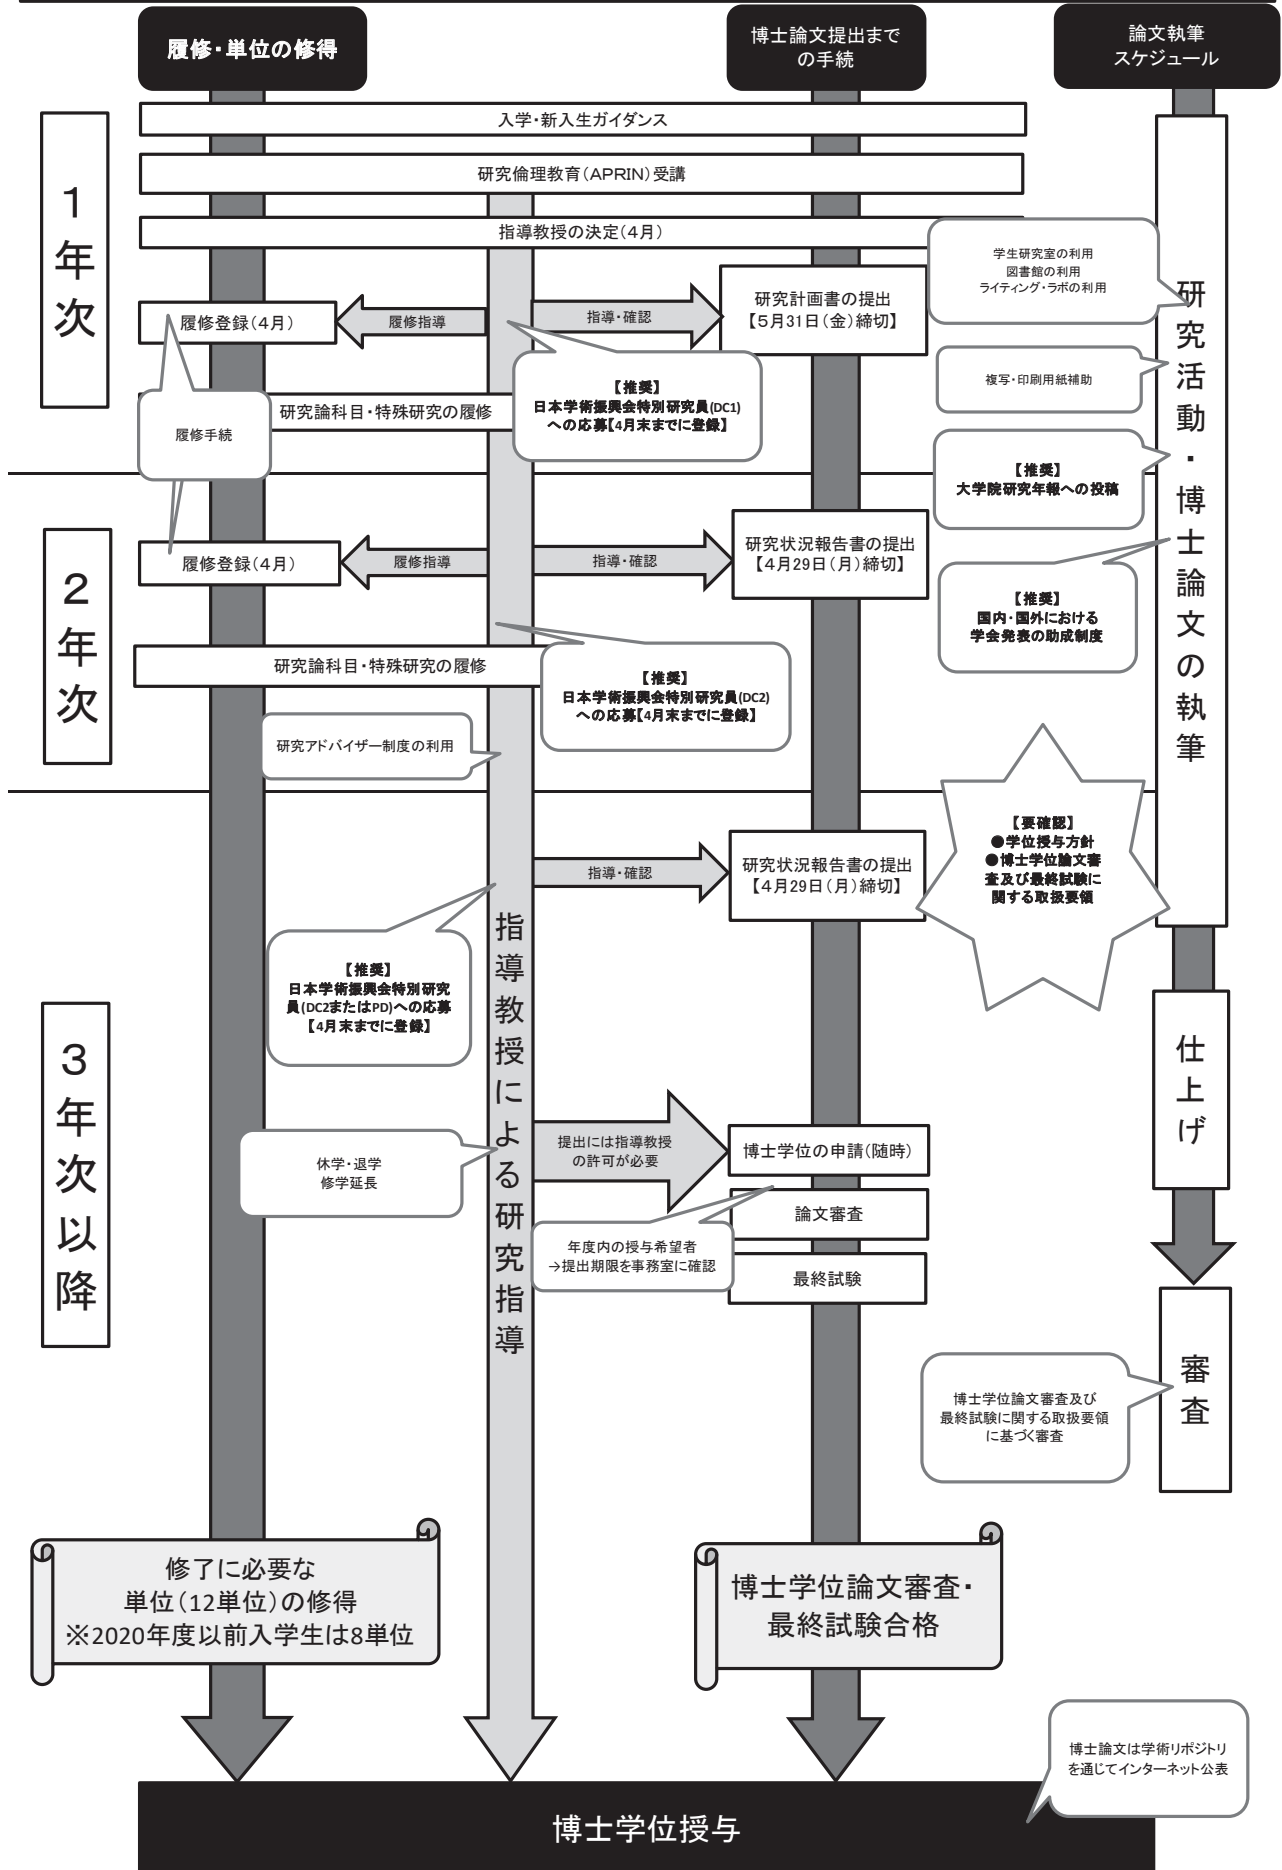 履修・単位の修得
博士論文提出まで
の手続
論文執筆
スケジュール
1年次
入学・新入生ガイダンス
研究倫理教育(APRIN)受講
指導教授の決定(4月)
学生研究室の利用
図書館の利用
ライティング・ラボの利用
研究活動・博士論文の執筆
履修登録(4月)
履修指導
指導・確認
研究計画書の提出
【5月31日(金)締切】
複写・印刷用紙補助
【推奨】
日本学術振興会特別研究員(DC1)
への応募【4月末までに登録】
研究論科目・特殊研究の履修
履修手続
【推奨】
大学院研究年報への投稿
2年次
履修登録(4月)
履修指導
指導・確認
研究状況報告書の提出
【4月29日(月)締切】
【推奨】
国内・国外における
学会発表の助成制度
研究論科目・特殊研究の履修
【推奨】
日本学術振興会特別研究員(DC2)
への応募【4月末までに登録】
研究アドバイザー制度の利用
3年次以降
指導・確認
研究状況報告書の提出
【4月29日(月)締切】
【要確認】
●学位授与方針
●博士学位論文審
査及び最終試験に
関する取扱要領
指導教授による研究指導
【推奨】
日本学術振興会特別研究
員(DC2またはPD)への応募
【4月末までに登録】
仕上げ
休学・退学
修学延長
提出には指導教授
の許可が必要
博士学位の申請(随時)
論文審査
年度内の授与希望者
→提出期限を事務室に確認
最終試験
審査
博士学位論文審査及び
最終試験に関する取扱要領
に基づく審査
修了に必要な
単位(12単位)の修得
※2020年度以前入学生は8単位
博士学位論文審査・
最終試験合格
博士論文は学術リポジトリ
を通じてインターネット公表
博士学位授与